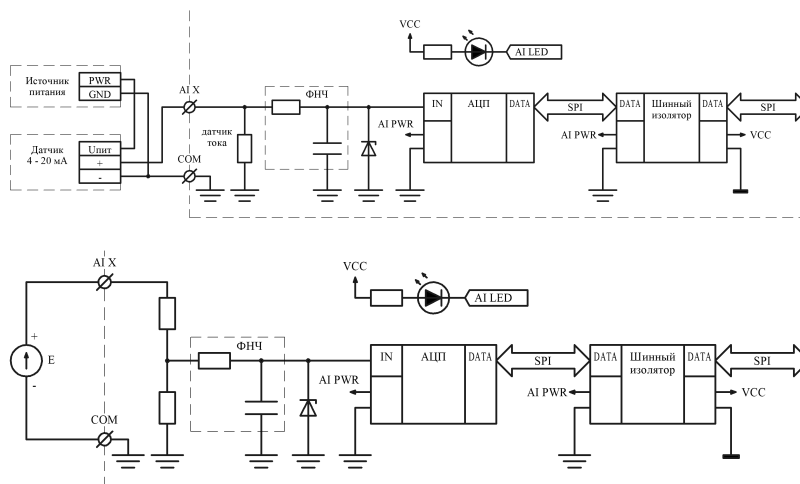 VCC
AI LED
Источник
питания
PWR
GND
AI X
ФНЧ
датчик
тока
Датчик
4 - 20 мА
Uпит
+
-
COM
IN
АЦП
DATA
AI PWR
SPI
DATA
Шинный
изолятор
DATA
AI PWR
VCC
SPI
AI X
VCC
AI LED
+
E
-
COM
ФНЧ
IN
АЦП
DATA
AI PWR
SPI
DATA
Шинный
изолятор
DATA
AI PWR
VCC
SPI